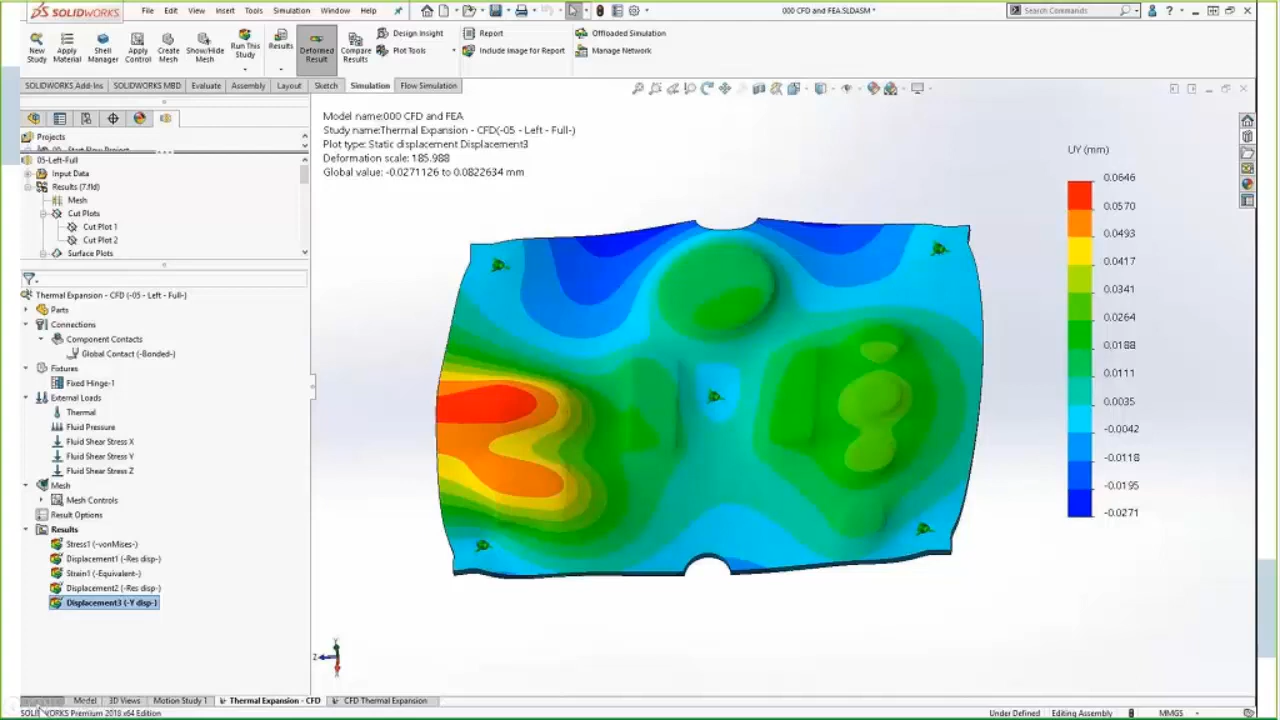 SOLIDWORKS File Edit View Insert Tools Simulation Window Help 000 CFD and FEA.SLDASM * Search Commands
New Study Apply Material Shell Manager Apply Control Create Mesh Show/Hide Mesh Run This Study Results Deformed Result Compare Results
Design Insight Report Offloaded Simulation
Plot Tools Include Image for Report Manage Network
SOLIDWORKS Add-Ins SOLIDWORKS MBD Evaluate Assembly Layout Sketch Simulation Flow Simulation
Projects
05-Left-Full
Input Data
Results (7.fld)
Mesh
Cut Plots
Cut Plot 1
Cut Plot 2
Surface Plots
Thermal Expansion - CFD (-05 - Left - Full-)
Parts
Connections
Component Contacts
Global Contact (-Bonded-)
Fixtures
Fixed Hinge-1
External Loads
Thermal
Fluid Pressure
Fluid Shear Stress X
Fluid Shear Stress Y
Fluid Shear Stress Z
Mesh
Mesh Controls
Result Options
Results
Stress1 (-vonMises-)
Displacement1 (-Res disp-)
Strain1 (-Equivalent-)
Displacement2 (-Res disp-)
Displacement3 (-Y disp-)
Model name:000 CFD and FEA
Study name:Thermal Expansion - CFD(-05 - Left - Full-)
Plot type: Static displacement Displacement3
Deformation scale: 185.988
Global value: -0.0271126 to 0.0822634 mm
UY (mm)
0.0646
0.0570
0.0493
0.0417
0.0341
0.0264
0.0188
0.0111
0.0035
-0.0042
-0.0118
-0.0195
-0.0271
Y
Z
Model 3D Views Motion Study 1 Thermal Expansion - CFD CFD Thermal Expansion
SOLIDWORKS Premium 2018 x64 Edition Under Defined Editing Assembly MMGS